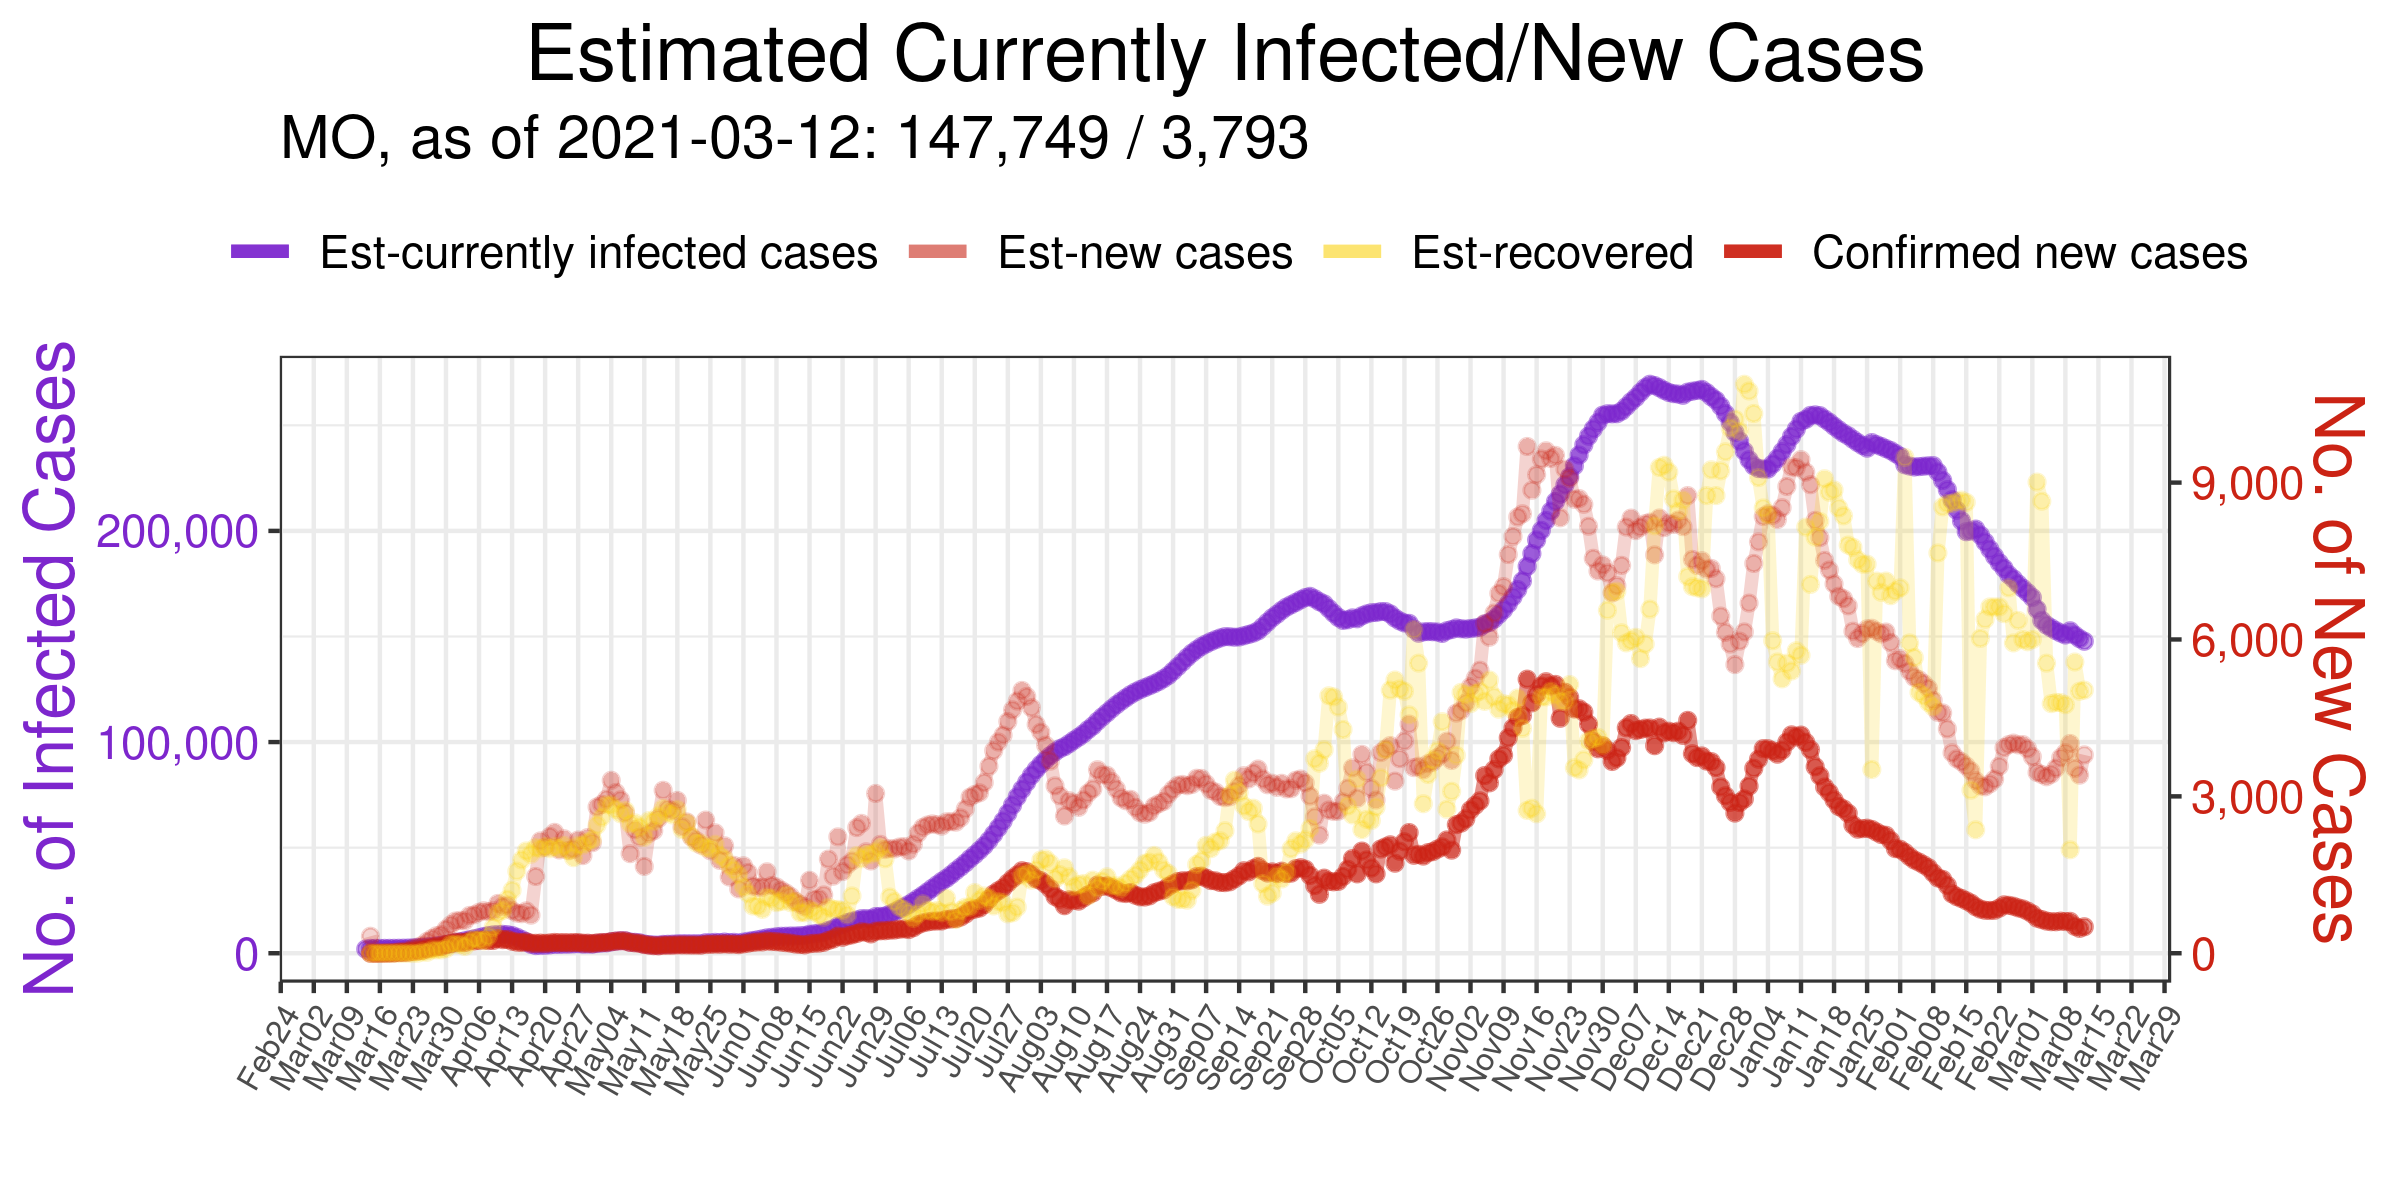 Estimated Currently Infected/New Cases
MO, as of 2021-03-12: 147,749 / 3,793
Est-currently infected cases Est-new cases Est-recovered Confirmed new cases
No. of Infected Cases
200,000
100,000
0
No. of New Cases
9,000
6,000
3,000
0
Feb24 Mar02 Mar09 Mar16 Mar23 Mar30 Apr06 Apr13 Apr20 Apr27 May04 May11 May18 May25 Jun01 Jun08 Jun15 Jun22 Jun29 Jul06 Jul13 Jul20 Jul27 Aug03 Aug10 Aug17 Aug24 Aug31 Sep07 Sep14 Sep21 Sep28 Oct05 Oct12 Oct19 Oct26 Nov02 Nov09 Nov16 Nov23 Nov30 Dec07 Dec14 Dec21 Dec28 Jan04 Jan11 Jan18 Jan25 Feb01 Feb08 Feb15 Feb22 Mar01 Mar08 Mar15 Mar22 Mar29